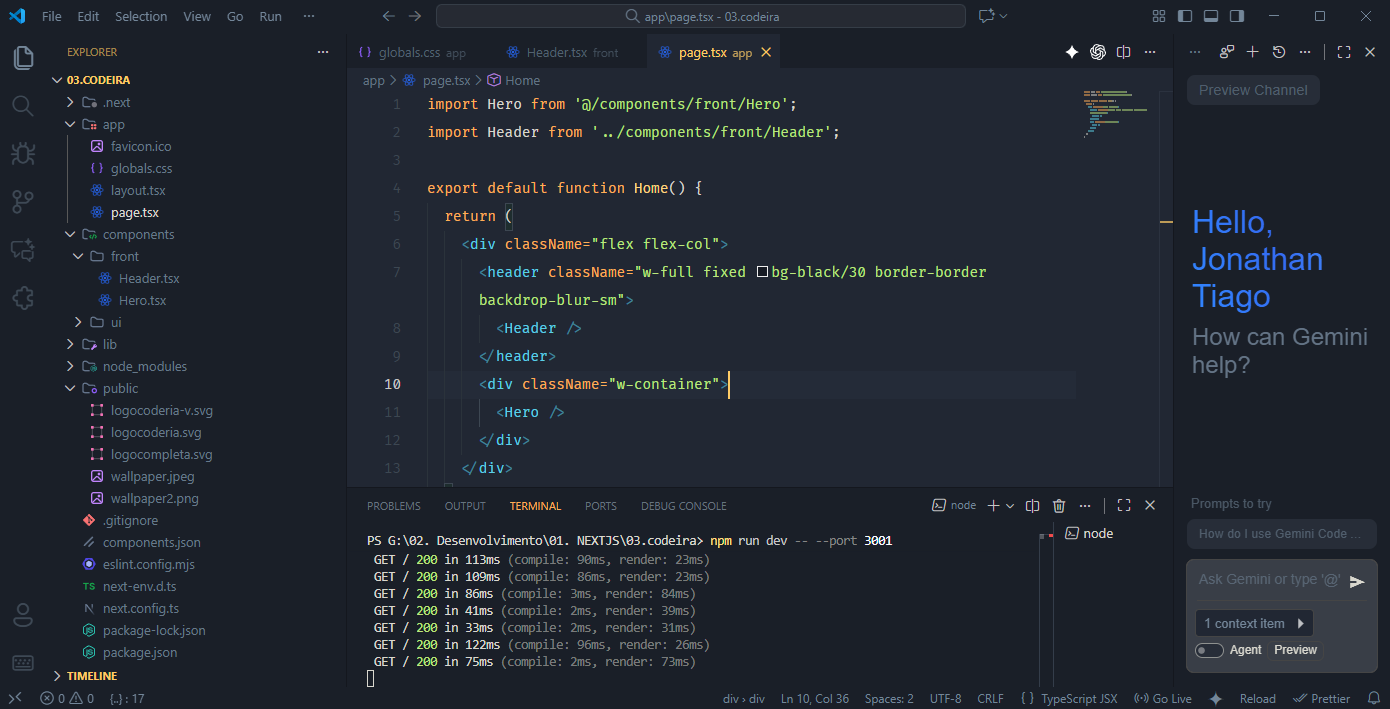 File Edit Selection View Go Run ···
app\page.tsx - 03.codeira
EXPLORER ···
03.CODEIRA
.next
app
favicon.ico
{ } globals.css
layout.tsx
page.tsx
components
front
Header.tsx
Hero.tsx
ui
lib
node_modules
public
logocoderia-v.svg
logocoderia.svg
logocompleta.svg
wallpaper.jpeg
wallpaper2.png
.gitignore
components.json
eslint.config.mjs
TS next-env.d.ts
N next.config.ts
package-lock.json
package.json
TIMELINE
{ } globals.css app
Header.tsx front
page.tsx app
app > page.tsx > Home
1 import Hero from '@/components/front/Hero';
2 import Header from '../components/front/Header';
3
4 export default function Home() {
5 return (
6 <div className="flex flex-col">
7 <header className="w-full fixed bg-black/30 border-border
backdrop-blur-sm">
8 <Header />
9 </header>
10 <div className="w-container">
11 <Hero />
12 </div>
13 </div>
PROBLEMS OUTPUT TERMINAL PORTS DEBUG CONSOLE
node
PS G:\02. Desenvolvimento\01. NEXTJS\03.codeira> npm run dev -- --port 3001
GET / 200 in 113ms (compile: 90ms, render: 23ms)
GET / 200 in 109ms (compile: 86ms, render: 23ms)
GET / 200 in 86ms (compile: 3ms, render: 84ms)
GET / 200 in 41ms (compile: 2ms, render: 39ms)
GET / 200 in 33ms (compile: 2ms, render: 31ms)
GET / 200 in 122ms (compile: 96ms, render: 26ms)
GET / 200 in 75ms (compile: 2ms, render: 73ms)
node
Preview Channel
Hello,
Jonathan
Tiago
How can Gemini
help?
Prompts to try
How do I use Gemini Code ...
Ask Gemini or type '@'
1 context item
Agent Preview
0 0 {..} : 17
div › div Ln 10, Col 36 Spaces: 2 UTF-8 CRLF { } TypeScript JSX Go Live Reload Prettier